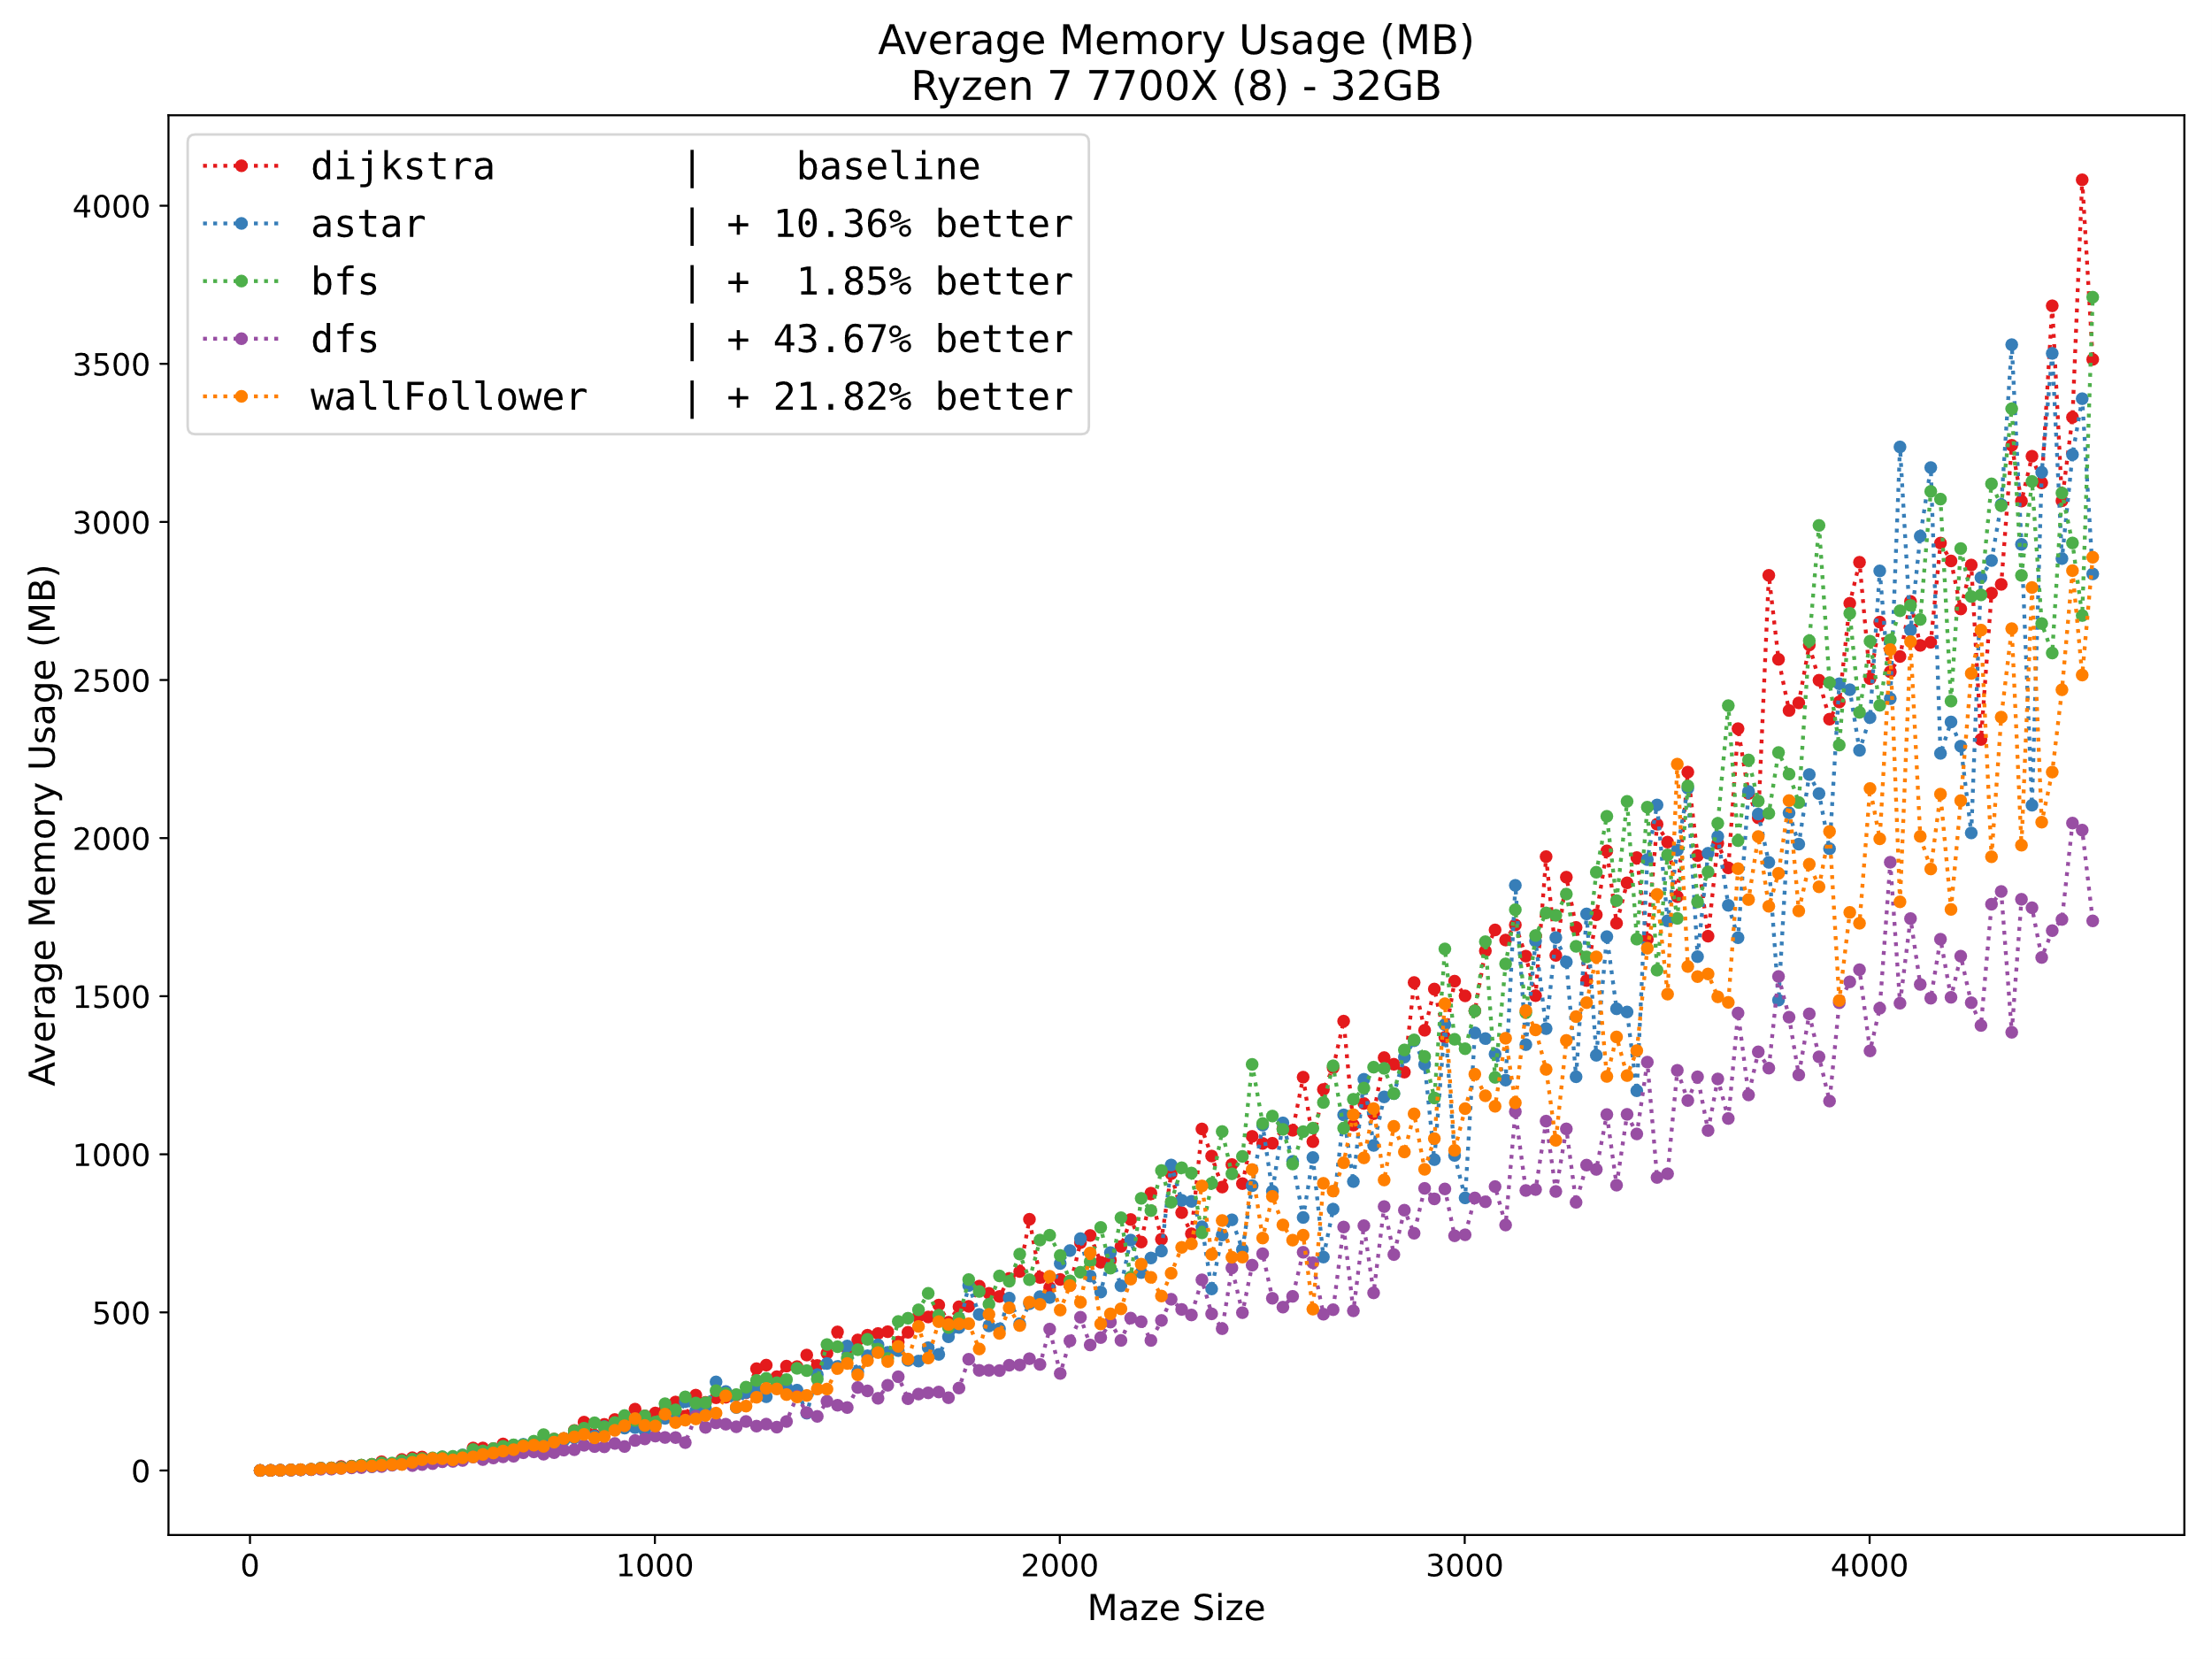 Average Memory Usage (MB)
Ryzen 7 7700X (8) - 32GB
dijkstra | baseline
astar | + 10.36% better
bfs | + 1.85% better
dfs | + 43.67% better
wallFollower | + 21.82% better
Average Memory Usage (MB)
4000
3500
3000
2500
2000
1500
1000
500
0
0 1000 2000 3000 4000
Maze Size